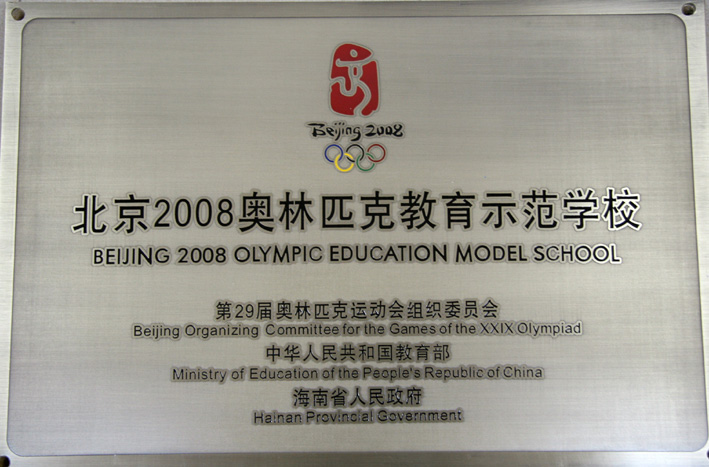 Beijing 2008
北京2008奥林匹克教育示范学校
BEIJING 2008 OLYMPIC EDUCATION MODEL SCHOOL
第29届奥林匹克运动会组织委员会
Beijing Organizing Committee for the Games of the XXIX Olympiad
中华人民共和国教育部
Ministry of Education of the People's Republic of China
海南省人民政府
Hainan Provincial Government